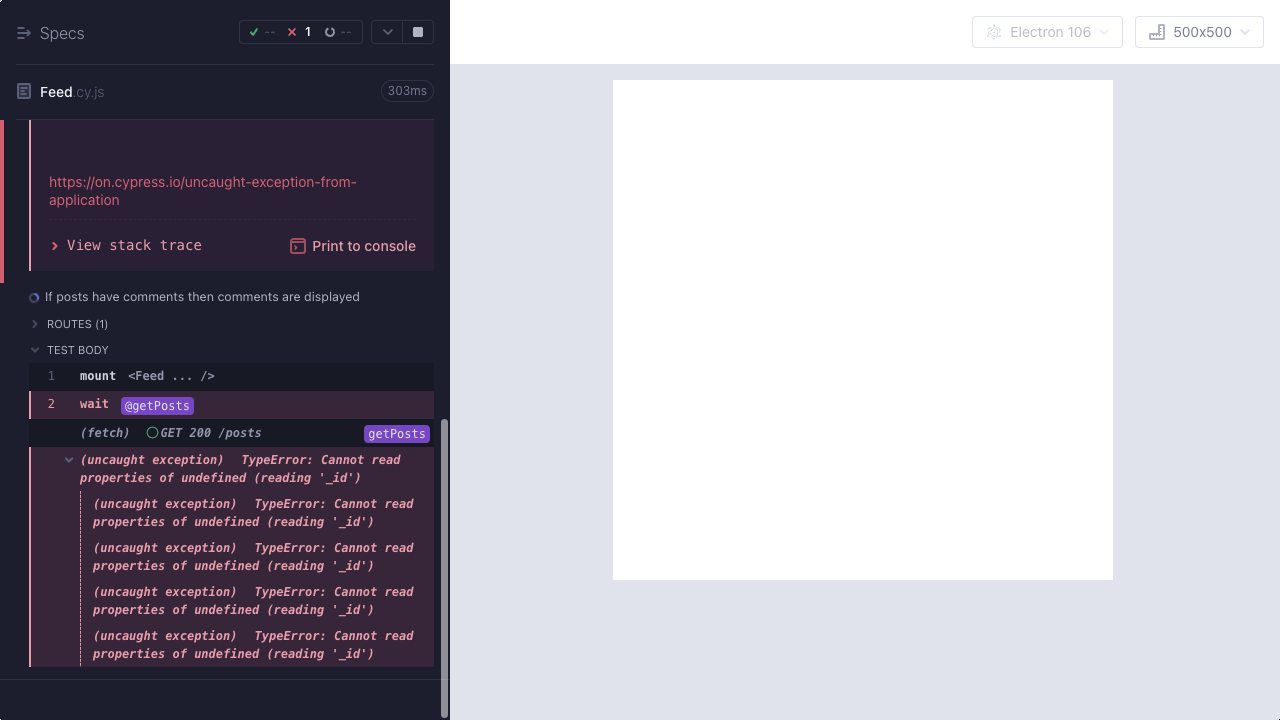 Specs
-- 1 --
Electron 106
500x500
Feed.cy.js
303ms
https://on.cypress.io/uncaught-exception-from-
application
View stack trace
Print to console
If posts have comments then comments are displayed
ROUTES (1)
TEST BODY
1 mount <Feed ... />
2 wait @getPosts
(fetch) GET 200 /posts getPosts
(uncaught exception) TypeError: Cannot read
properties of undefined (reading '_id')
(uncaught exception) TypeError: Cannot read
properties of undefined (reading '_id')
(uncaught exception) TypeError: Cannot read
properties of undefined (reading '_id')
(uncaught exception) TypeError: Cannot read
properties of undefined (reading '_id')
(uncaught exception) TypeError: Cannot read
properties of undefined (reading '_id')